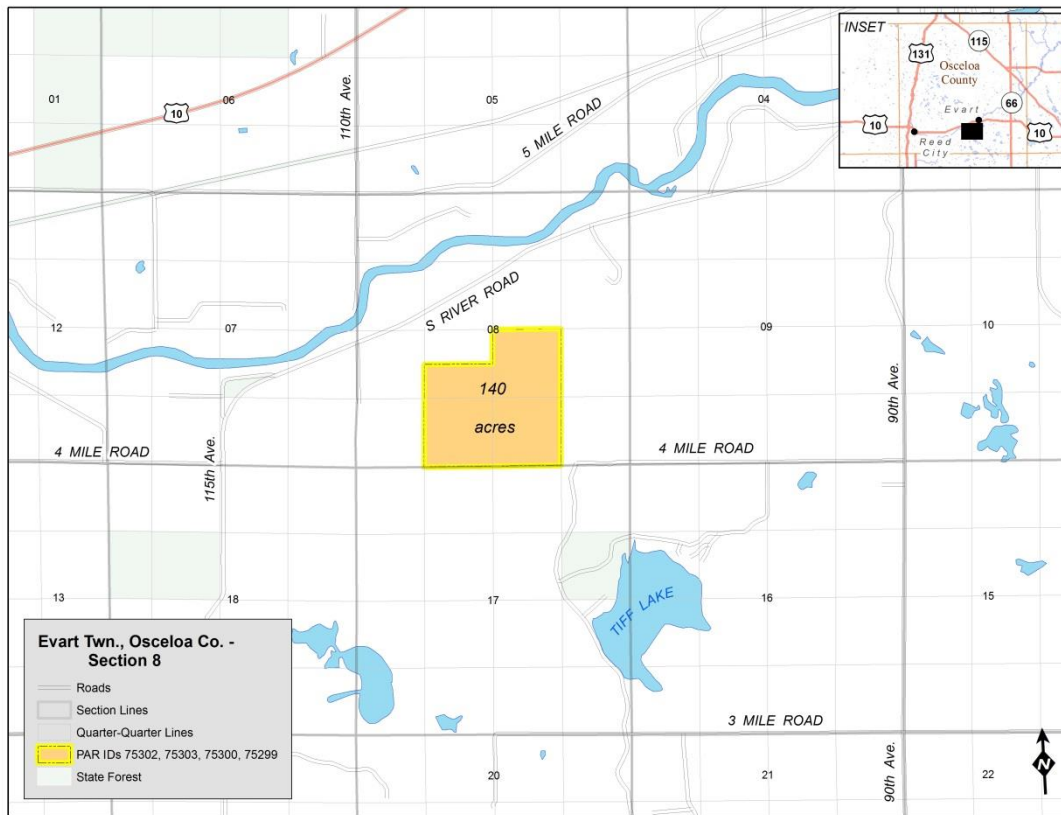 INSET
115
131
Osceloa
County
66
Evart
10
10
Reed
City
01
10
06
110th Ave.
05
5 MILE ROAD
04
12
07
S RIVER ROAD
08
09
10
140
acres
90th Ave.
4 MILE ROAD
115th Ave.
4 MILE ROAD
13
18
17
TIFF LAKE
16
15
3 MILE ROAD
20
21
90th Ave.
22
N
Evart Twn., Osceloa Co. -
Section 8
Roads
Section Lines
Quarter-Quarter Lines
PAR IDs 75302, 75303, 75300, 75299
State Forest